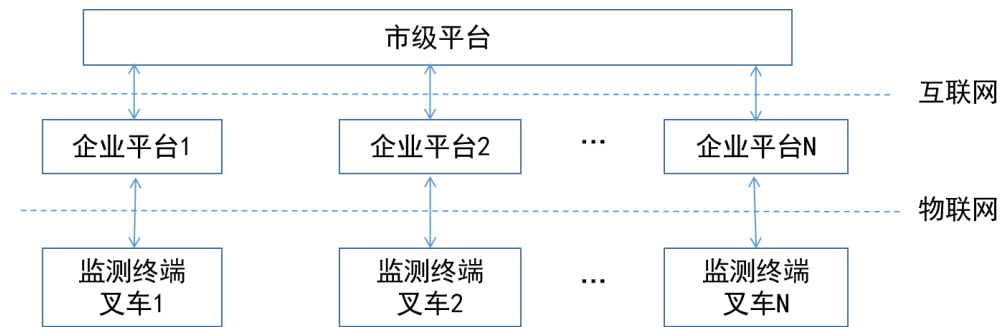 市级平台
互联网
企业平台1
企业平台2
...
企业平台N
物联网
监测终端
叉车1
监测终端
叉车2
...
监测终端
叉车N